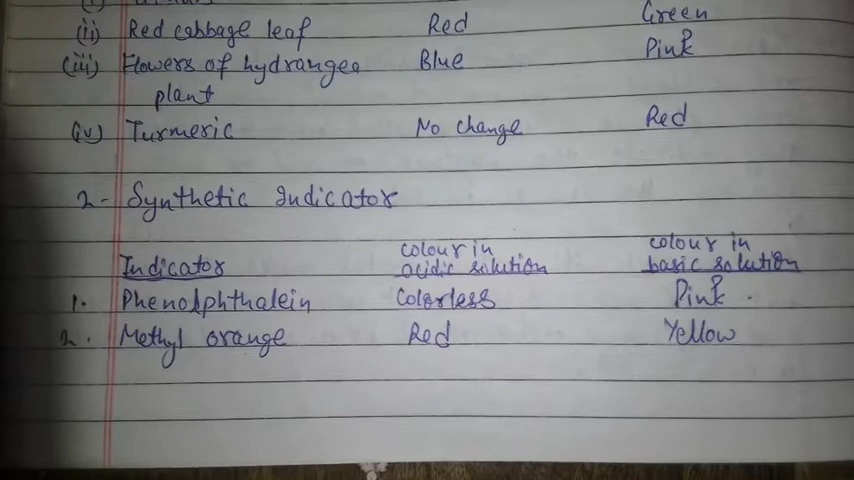 (ii) Red cabbage leaf Red Green
(iii) Flowers of hydrangea Blue Pink
plant
(iv) Turmeric No change Red
2- Synthetic Indicator
Indicator colour in acidic solution colour in basic solution
1. Phenolphthalein Colorless Pink
2. Methyl orange Red Yellow